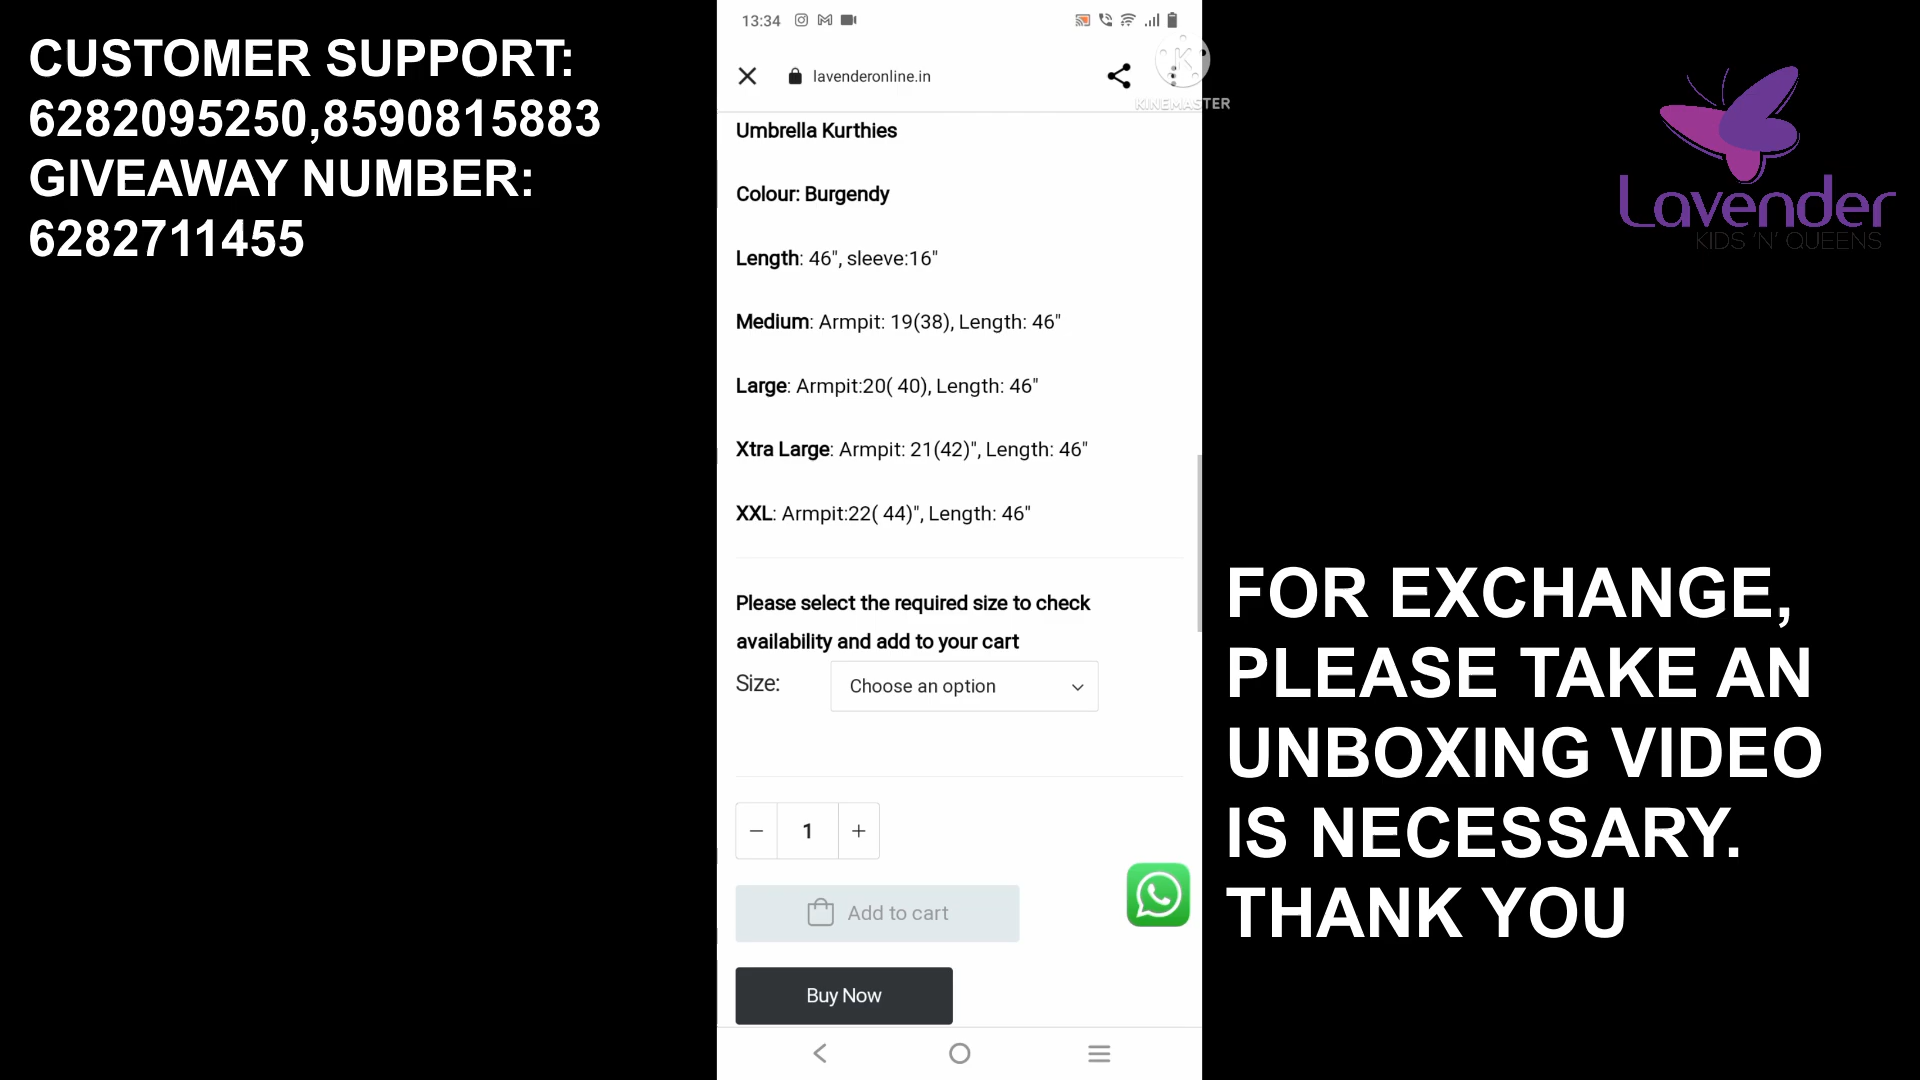 CUSTOMER SUPPORT:
6282095250,8590815883
GIVEAWAY NUMBER:
6282711455
13:34
lavenderonline.in
KINEMASTER
Umbrella Kurthies
Colour: Burgendy
Length: 46", sleeve:16"
Medium: Armpit: 19(38), Length: 46"
Large: Armpit:20( 40), Length: 46"
Xtra Large: Armpit: 21(42)", Length: 46"
XXL: Armpit:22( 44)", Length: 46"
Please select the required size to check
availability and add to your cart
Size:
Choose an option
1
Add to cart
Buy Now
Lavender
KIDS 'N' QUEENS
FOR EXCHANGE,
PLEASE TAKE AN
UNBOXING VIDEO
IS NECESSARY.
THANK YOU